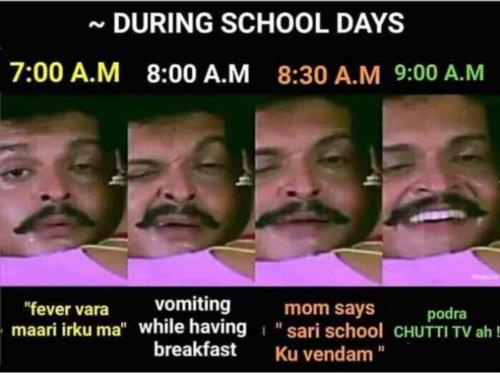 ~ DURING SCHOOL DAYS
7:00 A.M 8:00 A.M 8:30 A.M 9:00 A.M
"fever vara
maari irku ma"
vomiting
while having
breakfast
mom says
" sari school
Ku vendam "
podra
CHUTTI TV ah !